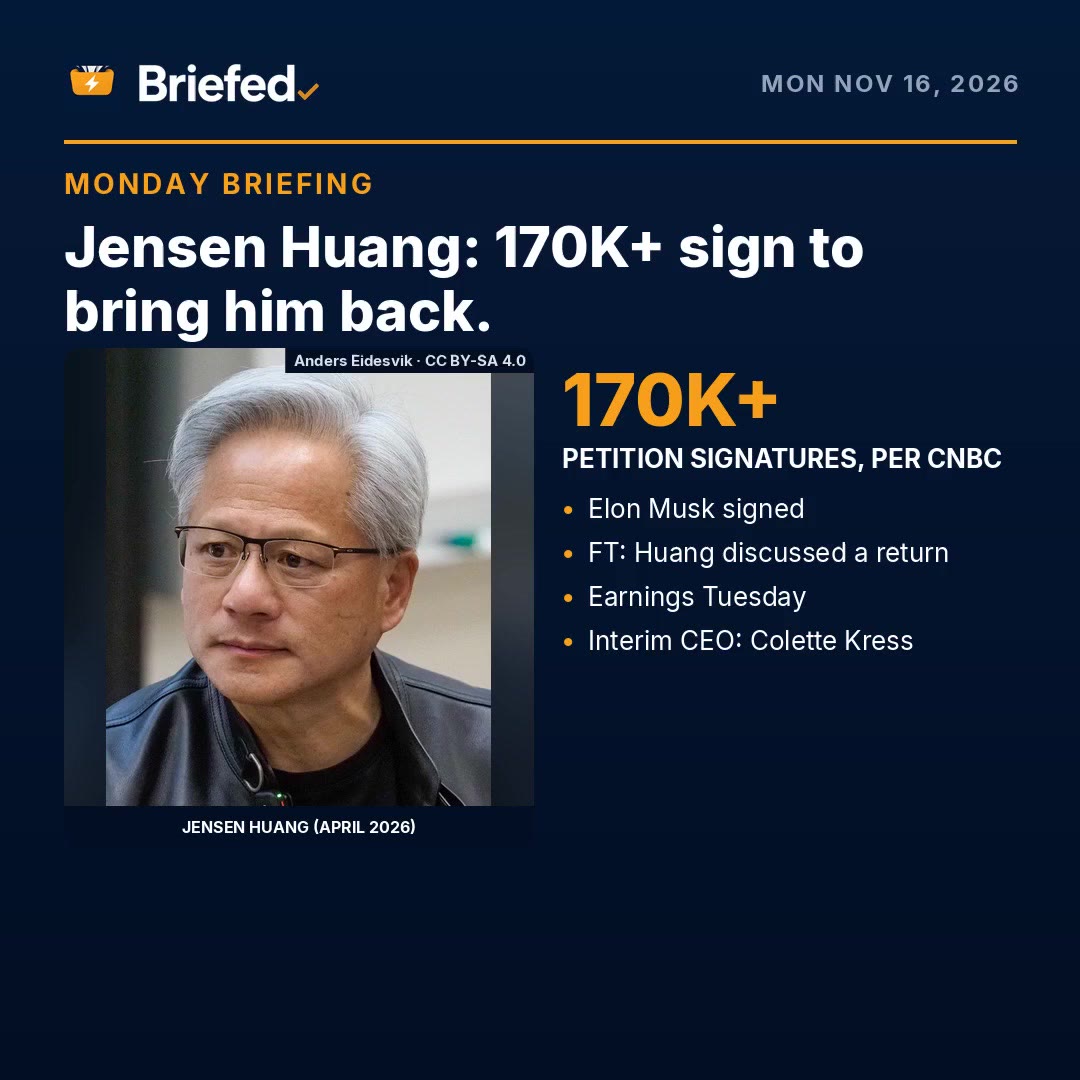 Briefed
MON NOV 16, 2026
MONDAY BRIEFING
Jensen Huang: 170K+ sign to
bring him back.
Anders Eidesvik · CC BY-SA 4.0
JENSEN HUANG (APRIL 2026)
170K+
PETITION SIGNATURES, PER CNBC
• Elon Musk signed
• FT: Huang discussed a return
• Earnings Tuesday
• Interim CEO: Colette Kress